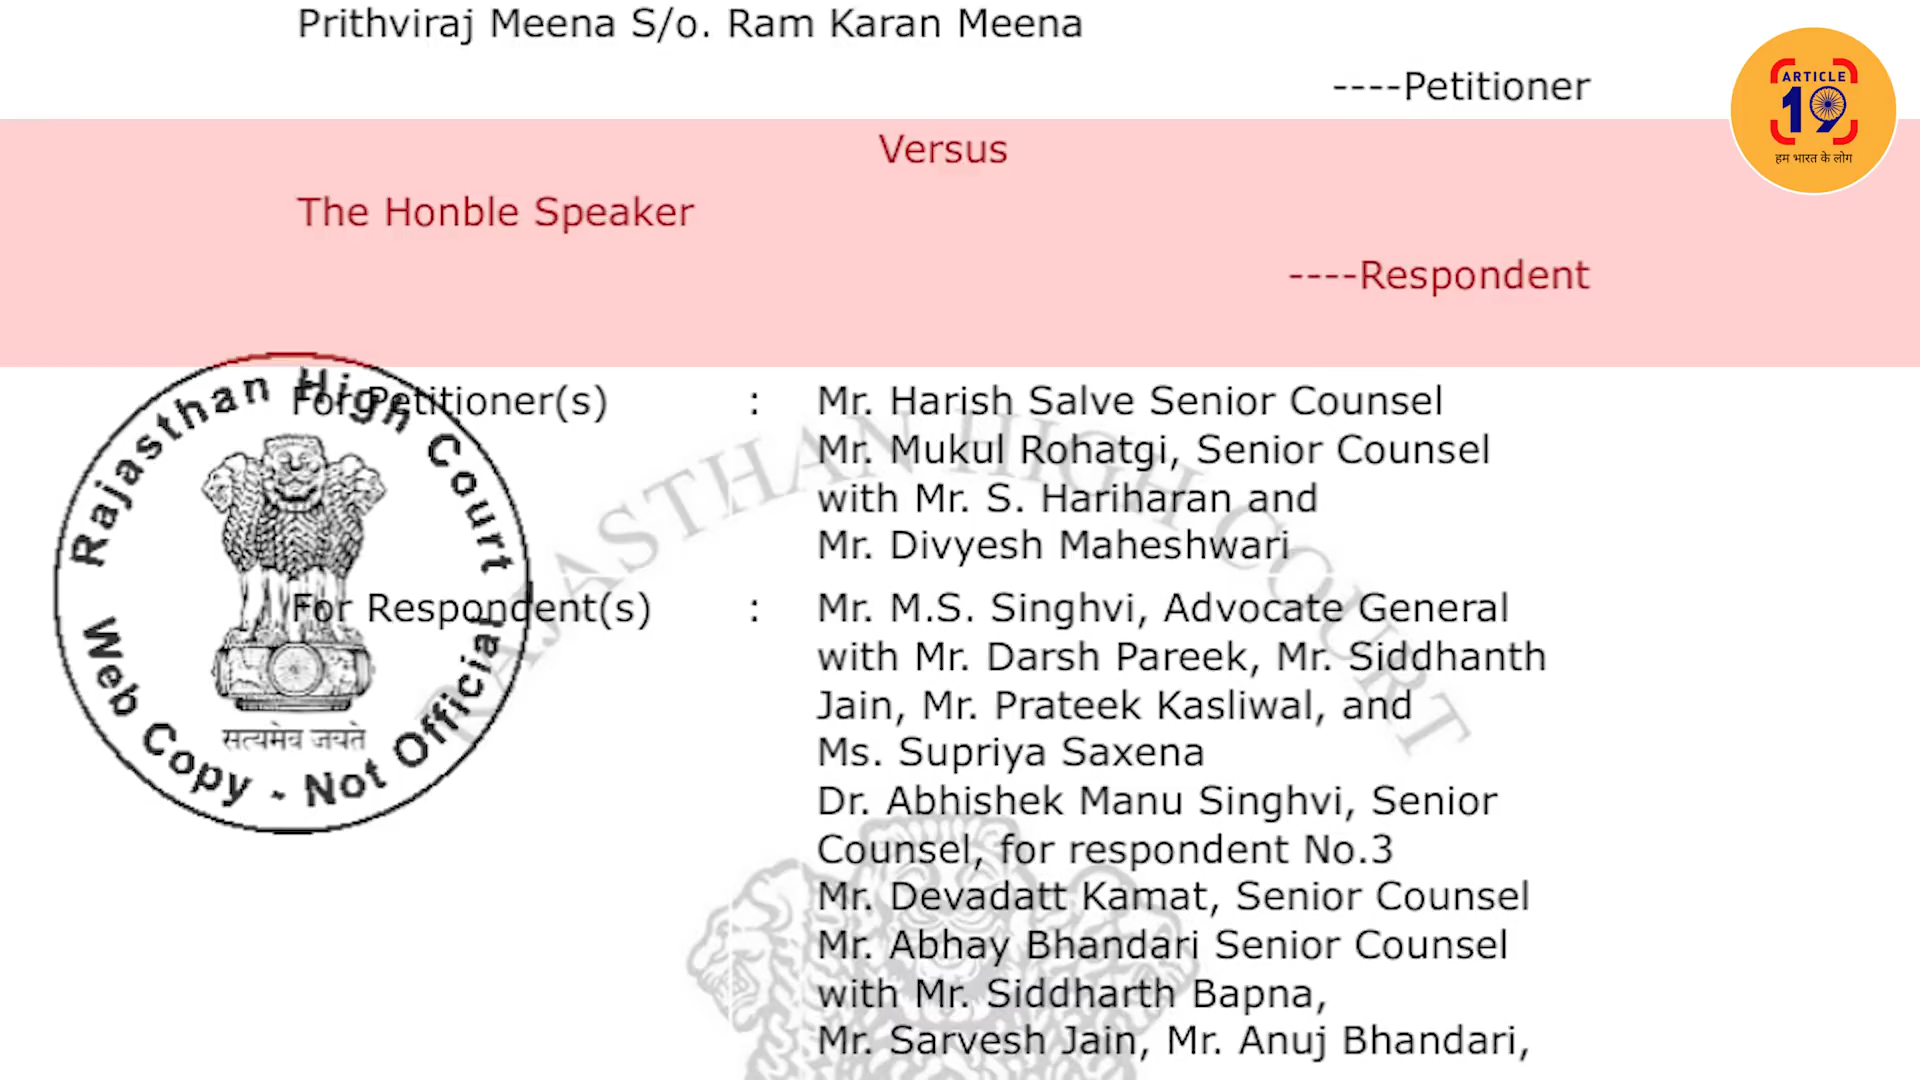 Prithviraj Meena S/o. Ram Karan Meena
----Petitioner
ARTICLE
19
हम भारत के लोग
Versus
The Honble Speaker
----Respondent
For Petitioner(s) : Mr. Harish Salve Senior Counsel
Mr. Mukul Rohatgi, Senior Counsel
with Mr. S. Hariharan and
Mr. Divyesh Maheshwari
For Respondent(s) : Mr. M.S. Singhvi, Advocate General
with Mr. Darsh Pareek, Mr. Siddhanth
Jain, Mr. Prateek Kasliwal, and
Ms. Supriya Saxena
Dr. Abhishek Manu Singhvi, Senior
Counsel, for respondent No.3
Mr. Devadatt Kamat, Senior Counsel
Mr. Abhay Bhandari Senior Counsel
with Mr. Siddharth Bapna,
Mr. Sarvesh Jain, Mr. Anuj Bhandari,
Rajasthan High Court
Web Copy - Not Official
सत्यमेव जयते
RAJASTHAN HIGH COURT